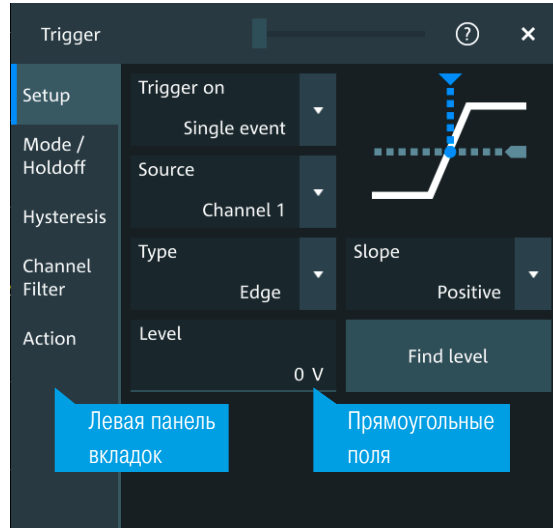 Trigger
?
×
Setup
Mode /
Holdoff
Hysteresis
Channel
Filter
Action
Trigger on
Single event
Source
Channel 1
Type
Edge
Slope
Positive
Level
0 V
Find level
Левая панель
вкладок
Прямоугольные
поля